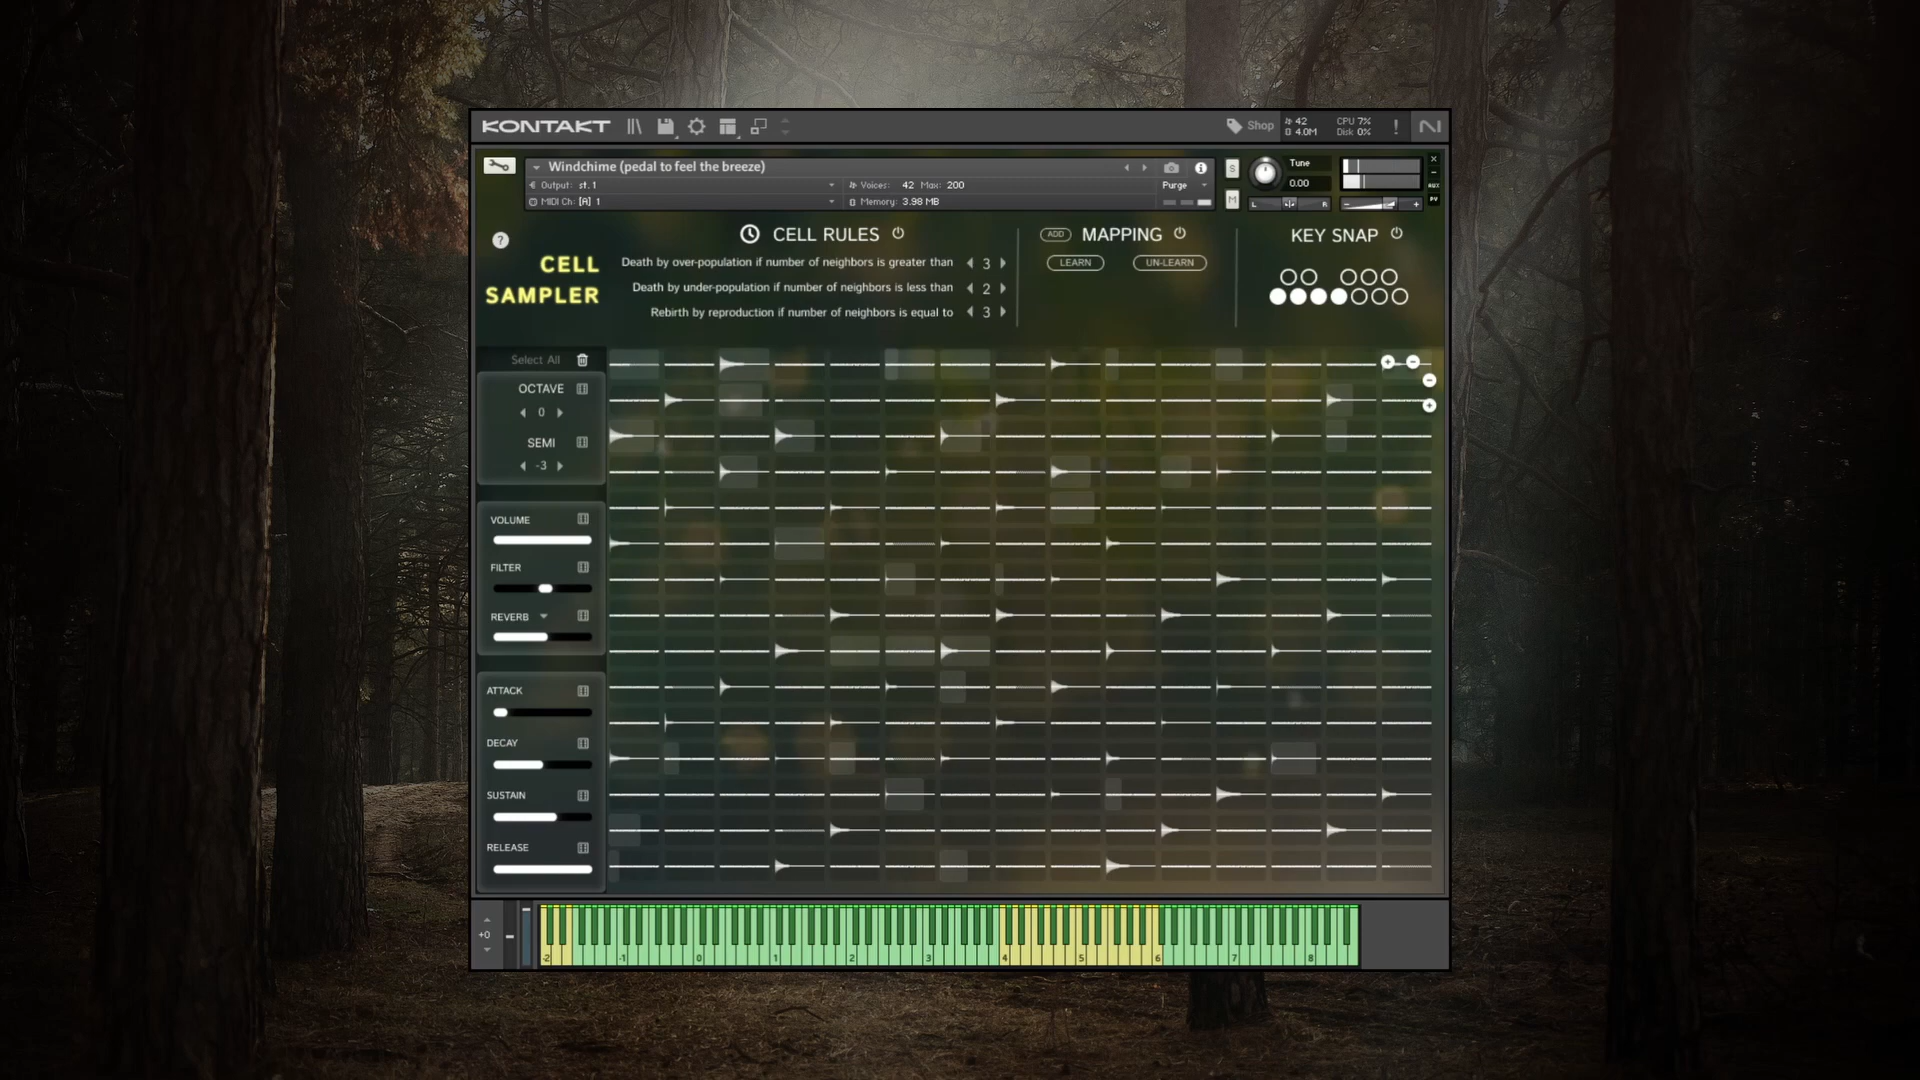 KONTAKT Shop 42 4.0M CPU 7% Disk 0% !
Windchime (pedal to feel the breeze) i S Tune
Output: st.1 Voices: 42 Max: 200 Purge 0.00
MIDI Ch: [A] 1 Memory: 3.98 MB M L R - +
AUX
PV
? CELL RULES ADD MAPPING KEY SNAP
CELL SAMPLER
Death by over-population if number of neighbors is greater than 3 LEARN UN-LEARN
Death by under-population if number of neighbors is less than 2
Rebirth by reproduction if number of neighbors is equal to 3
Select All
OCTAVE
0
SEMI
-3
VOLUME
FILTER
REVERB
ATTACK
DECAY
SUSTAIN
RELEASE
+0 -2 -1 0 1 2 3 4 5 6 7 8